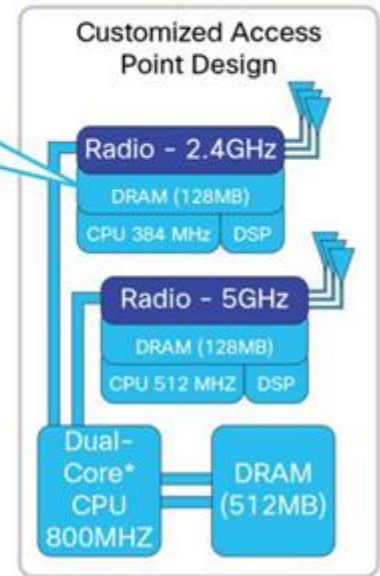 Customized Access
Point Design
Radio - 2.4GHz
DRAM (128MB)
CPU 384 MHz
DSP
Radio - 5GHz
DRAM (128MB)
CPU 512 MHZ
DSP
Dual-
Core*
CPU
800MHZ
DRAM
(512MB)